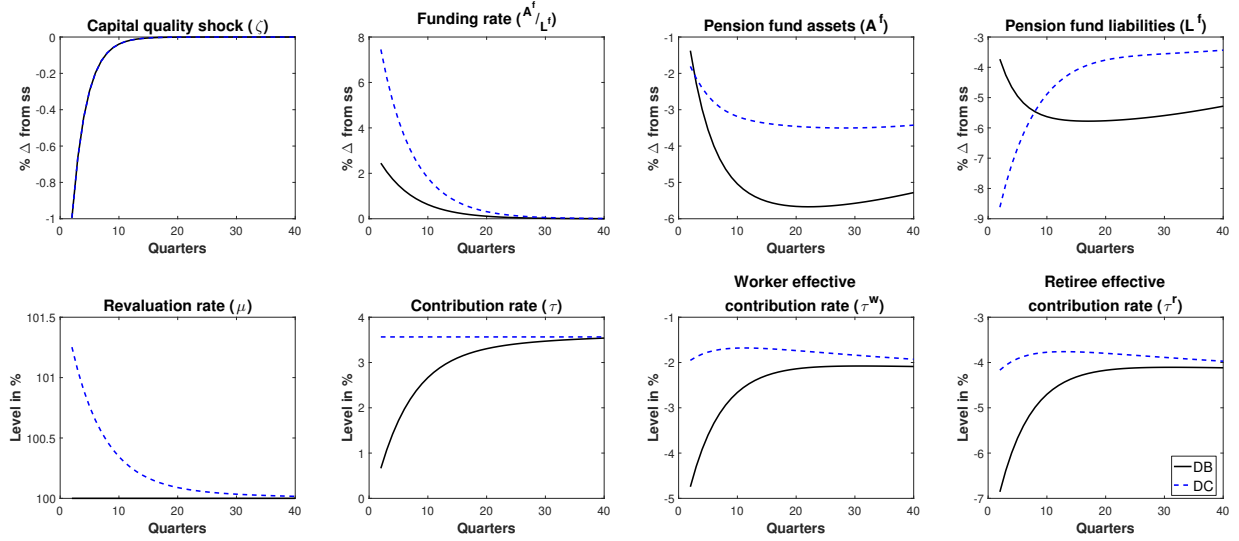 Capital quality shock (ζ)
% Δ from ss
0
-0.2
-0.4
-0.6
-0.8
-1
0 10 20 30 40
Quarters
Funding rate (A^f/L^f)
% Δ from ss
8
6
4
2
0
0 10 20 30 40
Quarters
Pension fund assets (A^f)
% Δ from ss
-1
-2
-3
-4
-5
-6
0 10 20 30 40
Quarters
Pension fund liabilities (L^f)
% Δ from ss
-3
-4
-5
-6
-7
-8
-9
0 10 20 30 40
Quarters
Revaluation rate (μ)
Level in %
101.5
101
100.5
100
0 10 20 30 40
Quarters
Contribution rate (τ)
Level in %
4
3
2
1
0
0 10 20 30 40
Quarters
Worker effective
contribution rate (τ^w)
Level in %
-1
-2
-3
-4
-5
0 10 20 30 40
Quarters
Retiree effective
contribution rate (τ^r)
Level in %
-3
-4
-5
-6
-7
0 10 20 30 40
Quarters
DB
DC